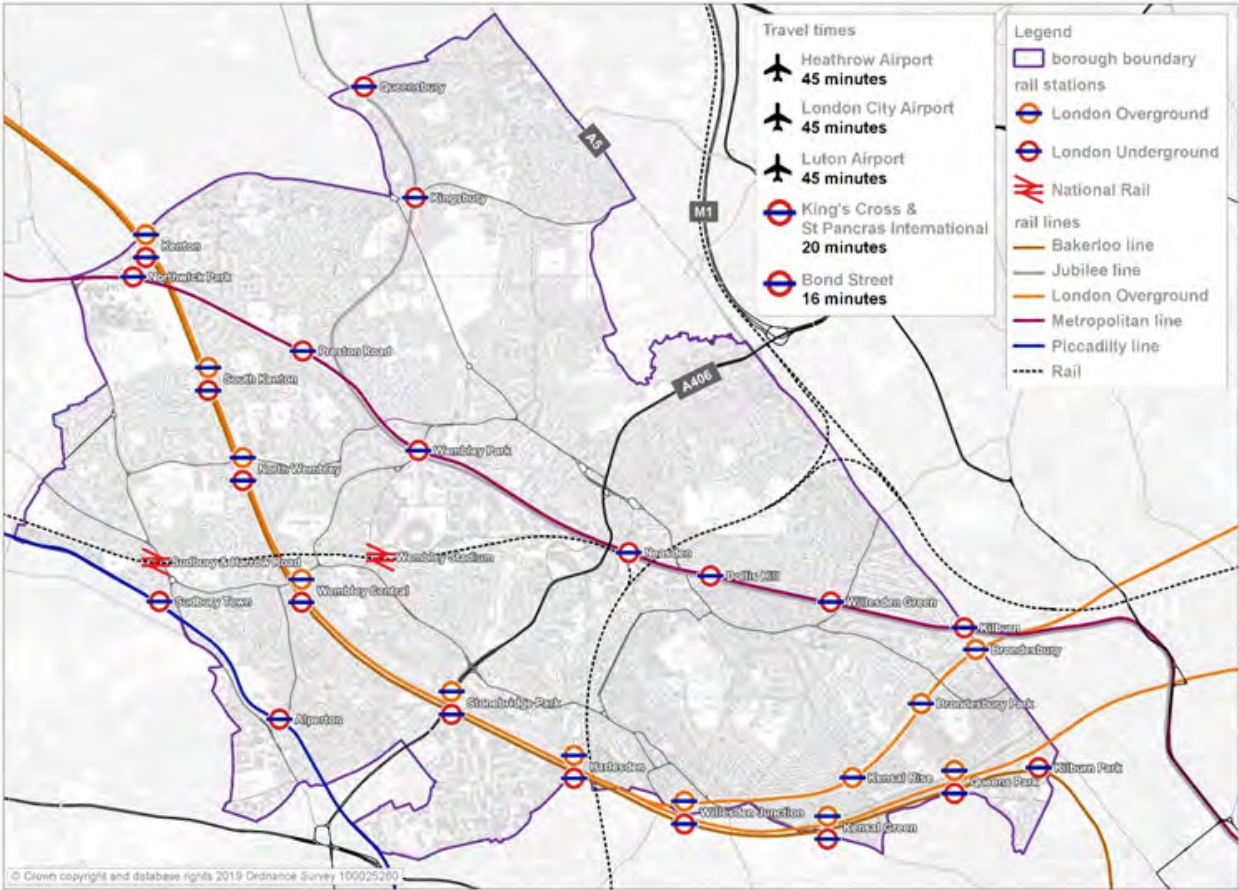 Travel times
Heathrow Airport
45 minutes
London City Airport
45 minutes
Luton Airport
45 minutes
King's Cross &
St Pancras International
20 minutes
Bond Street
16 minutes
Legend
borough boundary
rail stations
London Overground
London Underground
National Rail
rail lines
Bakerloo line
Jubilee line
London Overground
Metropolitan line
Piccadilly line
Rail
Queensbury
A5
Kingsbury
M1
Kenton
Northwick Park
Preston Road
South Kenton
A406
Wembley Park
North Wembley
Sudbury & Harrow Road
Wembley Stadium
Neasden
Dollis Hill
Wembley Central
Sudbury Town
Willesden Green
Kilburn
Brondesbury
Stonebridge Park
Brondesbury Park
Alperton
Harlesden
Kensal Rise
Queens Park
Kilburn Park
Willesden Junction
Kensal Green
© Crown copyright and database rights 2019 Ordnance Survey 100025260